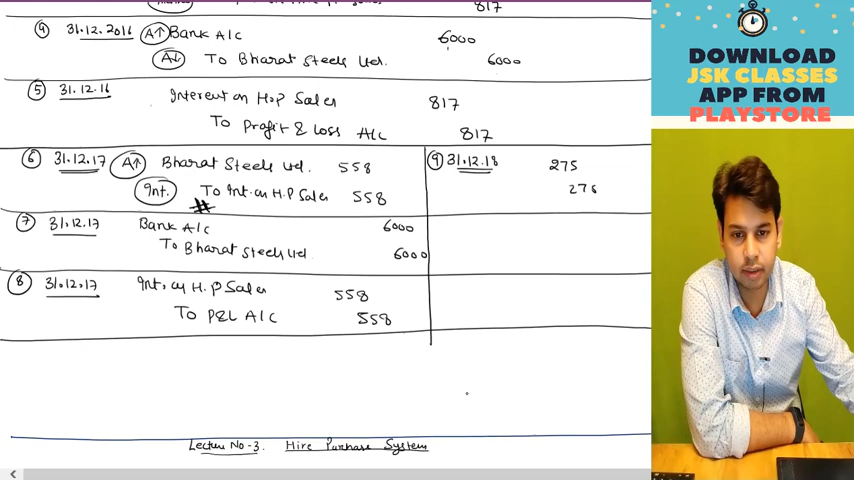 817
④ 31.12.2016 A↑ Bank A/C 6000
A↓ To Bharat Steels Ltd. 6000
⑤ 31.12.16 Interest on H.P Sales 817
To Profit & Loss A/C 817
⑥ 31.12.17 A↑ Bharat Steels Ltd. 558
Int. To Int. on H.P Sales 558
#
⑦ 31.12.17 Bank A/C 6000
To Bharat Steels Ltd. 6000
⑧ 31.12.17 Int. on H.P Sales 558
To P&L A/C 558
⑨ 31.12.18 275
275
Lecture No-3. Hire Purchase System
DOWNLOAD
JSK CLASSES
APP FROM
PLAYSTORE